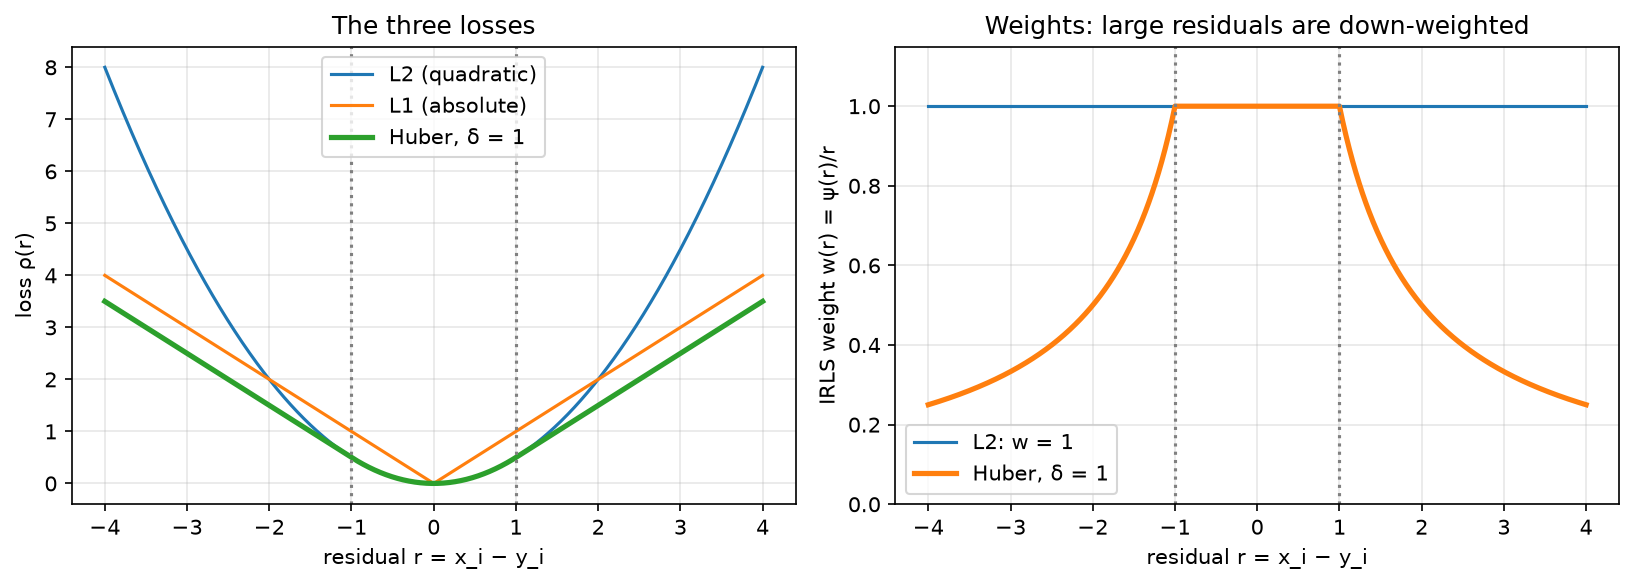 The three losses
loss ρ(r)
8
7
6
5
4
3
2
1
0
L2 (quadratic)
L1 (absolute)
Huber, δ = 1
−4 −3 −2 −1 0 1 2 3 4
residual r = x_i − y_i
Weights: large residuals are down-weighted
IRLS weight w(r) = ψ(r)/r
1.0
0.8
0.6
0.4
0.2
0.0
L2: w = 1
Huber, δ = 1
−4 −3 −2 −1 0 1 2 3 4
residual r = x_i − y_i